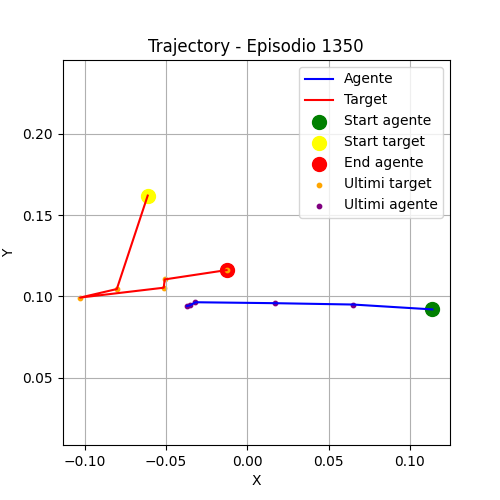 Trajectory - Episodio 1350
Agente
Target
Start agente
Start target
End agente
Ultimi target
Ultimi agente
Y
0.20
0.15
0.10
0.05
−0.10
−0.05
0.00
0.05
0.10
X